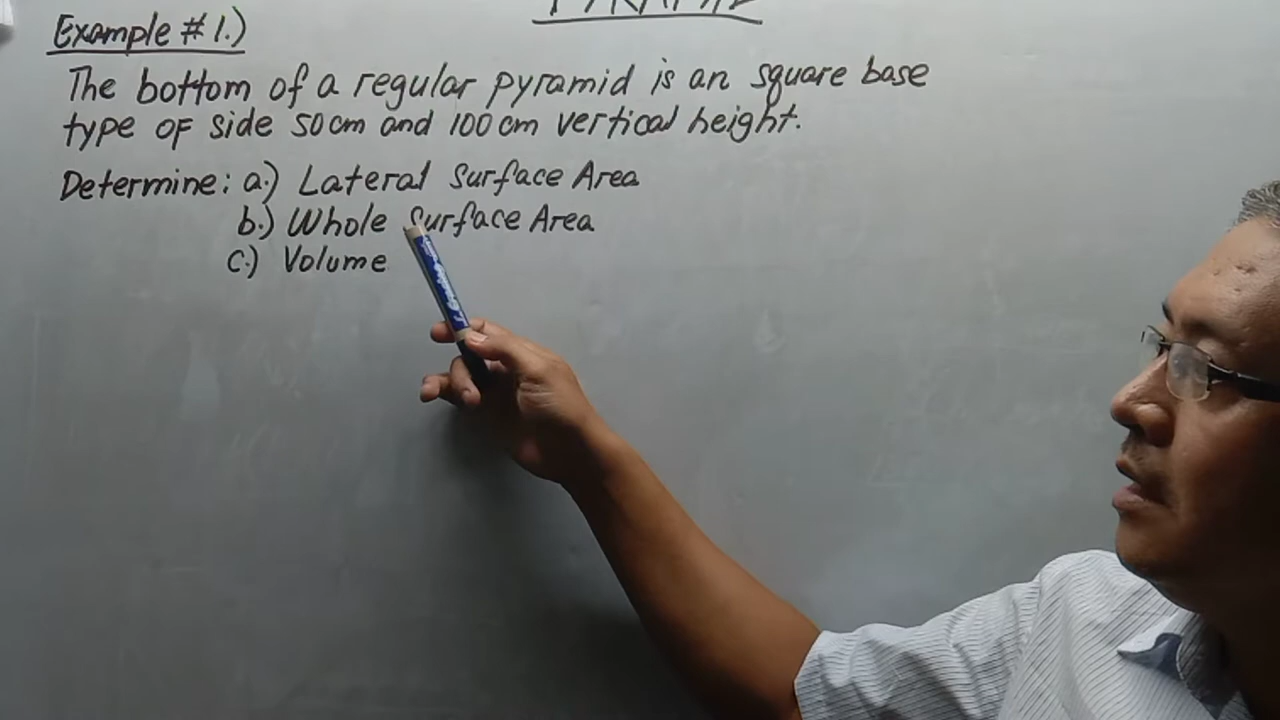 PYRAMID
Example #1.)
The bottom of a regular pyramid is an square base
type of side 50cm and 100cm vertical height.
Determine: a.) Lateral Surface Area
b.) Whole Surface Area
c.) Volume